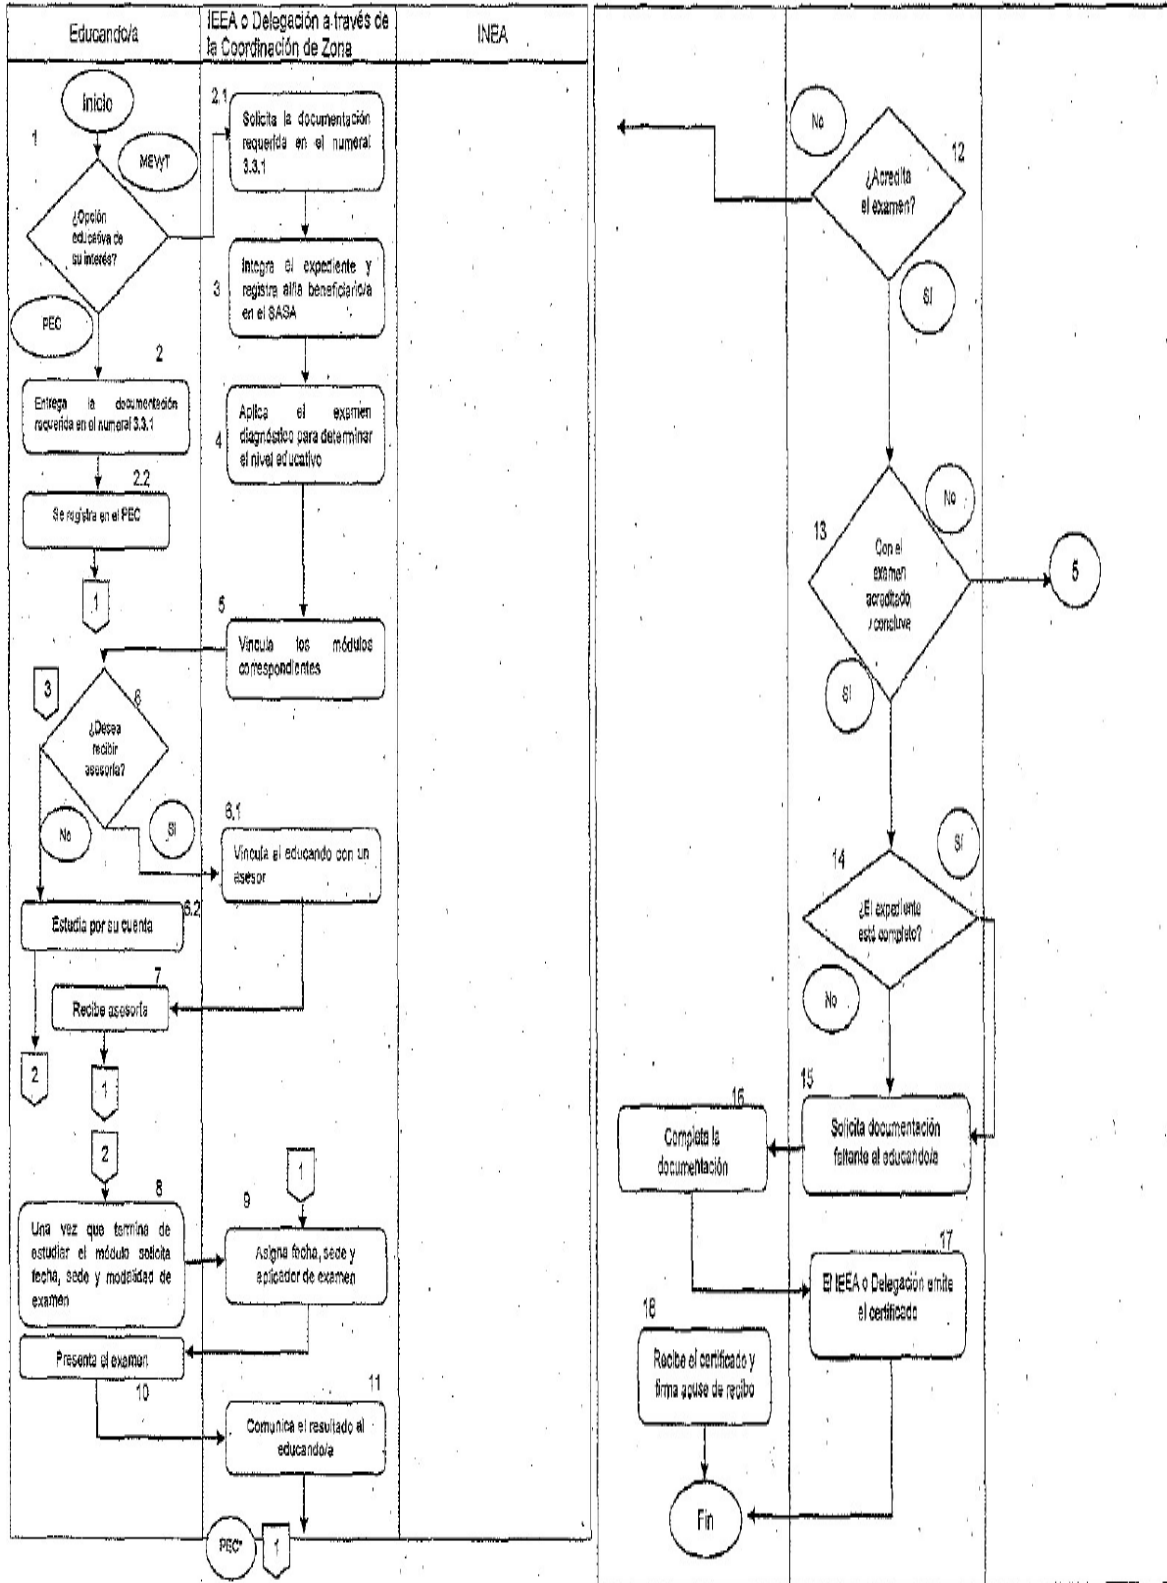 Educando/a
IEEA o Delegación a través de
la Coordinación de Zona
INEA
Inicio
1
MEVyT
¿Opción
educativa de
su interés?
PEC
2
Entrega la documentación
requerida en el numeral 3.3.1
2.2
Se registra en el PEC
1
2.1
Solicita la documentación
requerida en el numeral
3.3.1
3
Integra el expediente y
registra al/la beneficiario/a
en el SASA
4
Aplica el examen
diagnóstico para determinar
el nivel educativo
5
Vincula los módulos
correspondientes
3
6
¿Desea
recibir
asesoría?
No
Sí
6.1
Vincula al educando con un
asesor
6.2
Estudia por su cuenta
7
Recibe asesoría
2
1
2
1
8
Una vez que termina de
estudiar el módulo solicita
fecha, sede y modalidad de
examen
9
Asigna fecha, sede y
aplicador de examen
Presenta el examen
10
11
Comunica el resultado al
educando/a
PEC*
1
No
12
¿Acredita
el examen?
Sí
13
No
Con el
examen
acreditado,
concluye
5
Sí
14
Sí
¿El expediente
está completo?
No
15
Solicita documentación
faltante al educando/a
16
Completa la
documentación
17
El IEEA o Delegación emite
el certificado
18
Recibe el certificado y
firma acuse de recibo
Fin